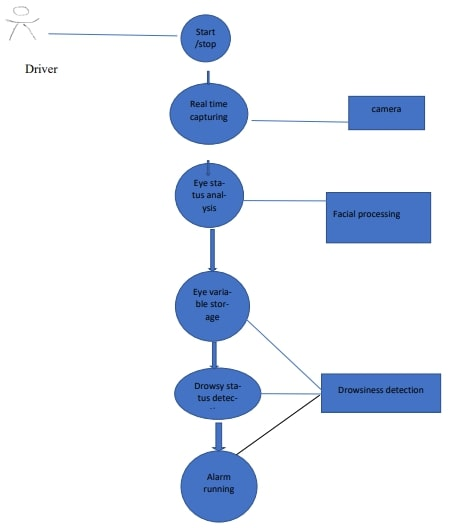 Start
/stop
Driver
Real time
capturing
camera
Eye sta-
tus anal-
ysis
Facial processing
Eye varia-
ble stor-
age
Drowsy sta-
tus detec-
Drowsiness detection
Alarm
running